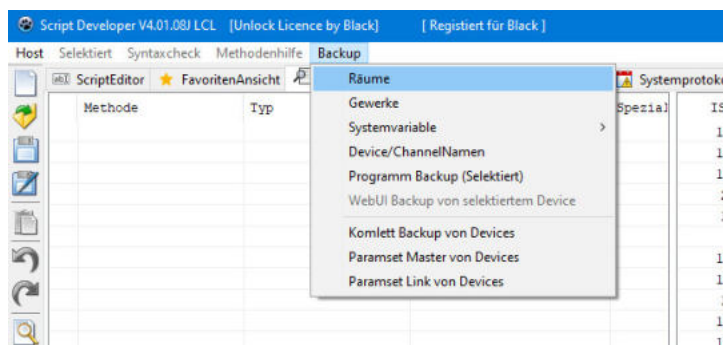 Script Developer V4.01.08J LCL [Unlock Licence by Black] [ Registiert für Black ]
Host Selektiert Syntaxcheck Methodenhilfe Backup
ScriptEditor FavoritenAnsicht Systemprotok
Methode Typ Spezial IS
Räume
Gewerke
Systemvariable
Device/ChannelNamen
Programm Backup (Selektiert)
WebUI Backup von selektiertem Device
Komlett Backup von Devices
Paramset Master von Devices
Paramset Link von Devices